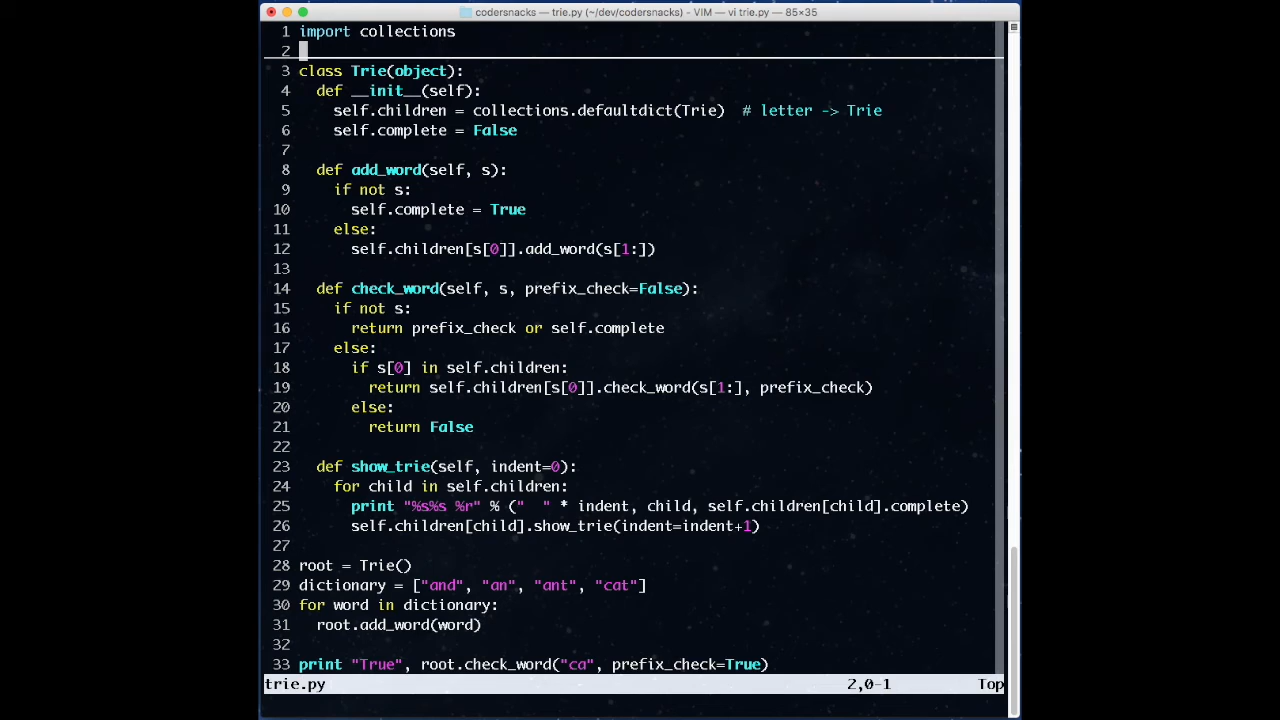 codersnacks — trie.py (~/dev/codersnacks) - VIM — vi trie.py — 85×35
1 import collections
2
3 class Trie(object):
4   def __init__(self):
5     self.children = collections.defaultdict(Trie)  # letter -> Trie
6     self.complete = False
7
8   def add_word(self, s):
9     if not s:
10       self.complete = True
11     else:
12       self.children[s[0]].add_word(s[1:])
13
14   def check_word(self, s, prefix_check=False):
15     if not s:
16       return prefix_check or self.complete
17     else:
18       if s[0] in self.children:
19         return self.children[s[0]].check_word(s[1:], prefix_check)
20       else:
21         return False
22
23   def show_trie(self, indent=0):
24     for child in self.children:
25       print "%s%s %r" % ("  " * indent, child, self.children[child].complete)
26       self.children[child].show_trie(indent=indent+1)
27
28 root = Trie()
29 dictionary = ["and", "an", "ant", "cat"]
30 for word in dictionary:
31   root.add_word(word)
32
33 print "True", root.check_word("ca", prefix_check=True)
trie.py 2,0-1 Top